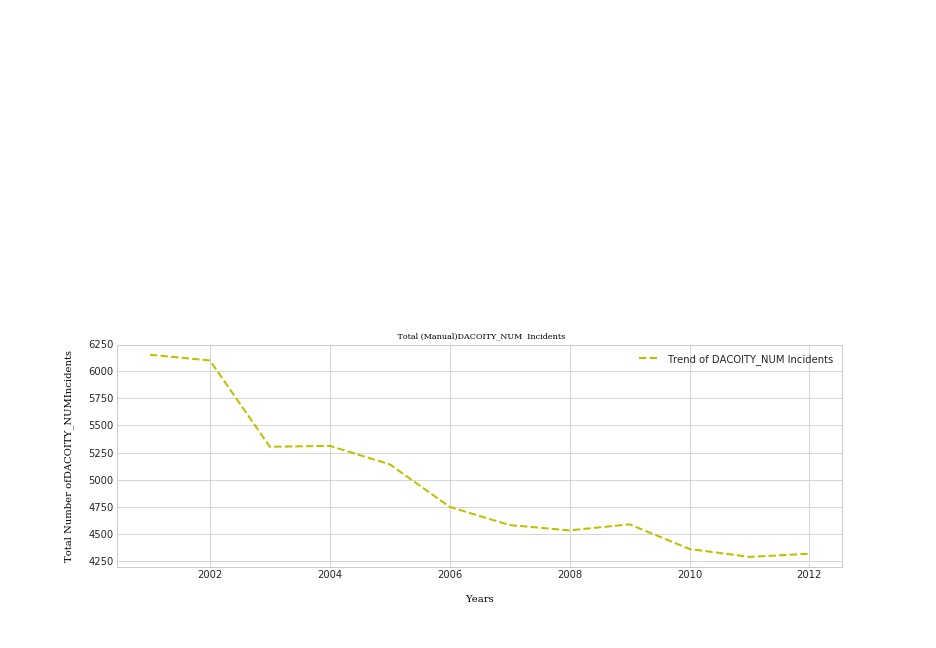 Total (Manual)DACOITY_NUM  Incidents
Trend of DACOITY_NUM Incidents
Total Number ofDACOITY_NUMIncidents
6250
6000
5750
5500
5250
5000
4750
4500
4250
2002 2004 2006 2008 2010 2012
Years